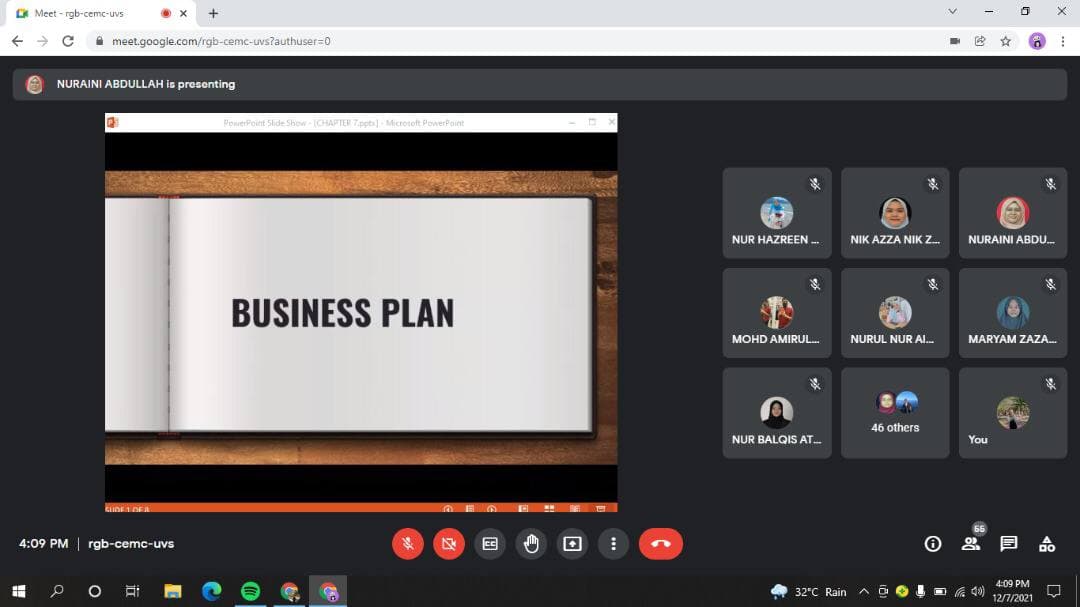 Meet - rgb-cemc-uvs
meet.google.com/rgb-cemc-uvs?authuser=0
NURAINI ABDULLAH is presenting
PowerPoint Slide Show - [CHAPTER 7.pptx] - Microsoft PowerPoint
BUSINESS PLAN
SLIDE 1 OF 8
NUR HAZREEN ...
NIK AZZA NIK Z...
NURAINI ABDU...
MOHD AMIRUL...
NURUL NUR AI...
MARYAM ZAZA...
NUR BALQIS AT...
46 others
You
4:09 PM | rgb-cemc-uvs
55
32°C Rain
4:09 PM
12/7/2021